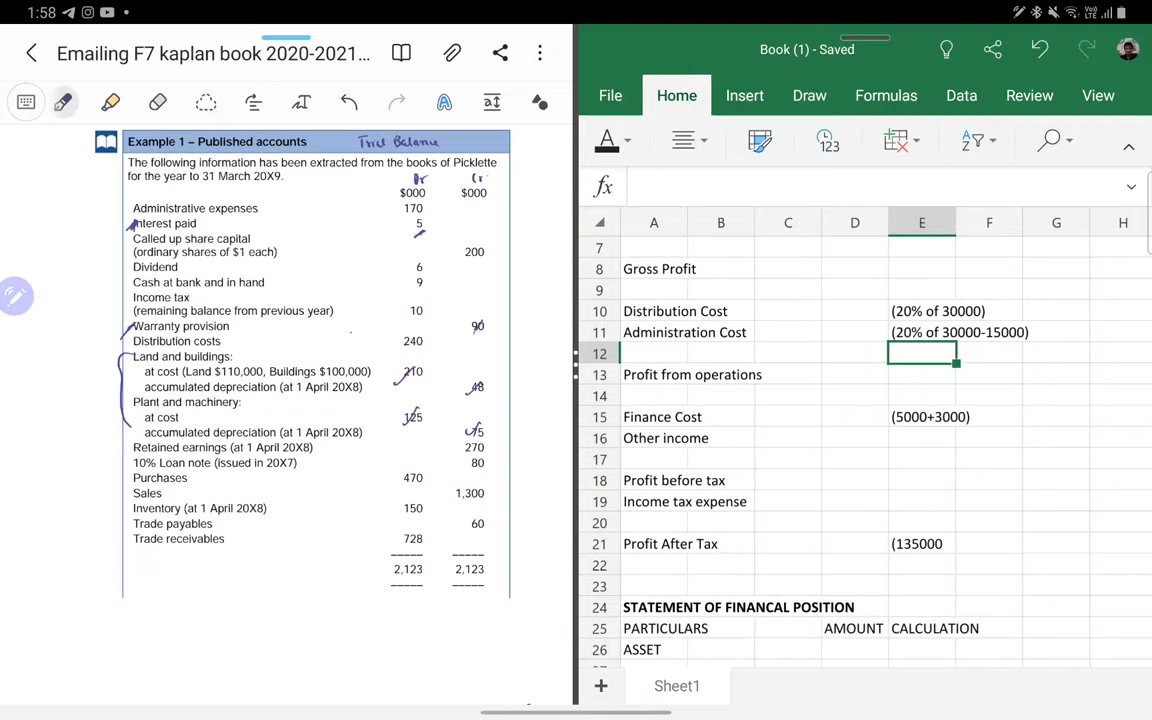 1:58
Vo)
LTE
Emailing F7 kaplan book 2020-2021...
Example 1 – Published accounts
Trial Balance
The following information has been extracted from the books of Picklette
for the year to 31 March 20X9.
Dr Cr
$000 $000
Administrative expenses 170
Interest paid 5
Called up share capital
(ordinary shares of $1 each) 200
Dividend 6
Cash at bank and in hand 9
Income tax
(remaining balance from previous year) 10
Warranty provision 90
Distribution costs 240
Land and buildings:
at cost (Land $110,000, Buildings $100,000) 210
accumulated depreciation (at 1 April 20X8) 48
Plant and machinery:
at cost 125
accumulated depreciation (at 1 April 20X8) 75
Retained earnings (at 1 April 20X8) 270
10% Loan note (issued in 20X7) 80
Purchases 470
Sales 1,300
Inventory (at 1 April 20X8) 150
Trade payables 60
Trade receivables 728
2,123 2,123
Book (1) - Saved
File Home Insert Draw Formulas Data Review View
A 123
fx
A B C D E F G H
7
8 Gross Profit
9
10 Distribution Cost (20% of 30000)
11 Administration Cost (20% of 30000-15000)
12
13 Profit from operations
14
15 Finance Cost (5000+3000)
16 Other income
17
18 Profit before tax
19 Income tax expense
20
21 Profit After Tax (135000
22
23
24 STATEMENT OF FINANCAL POSITION
25 PARTICULARS AMOUNT CALCULATION
26 ASSET
Sheet1